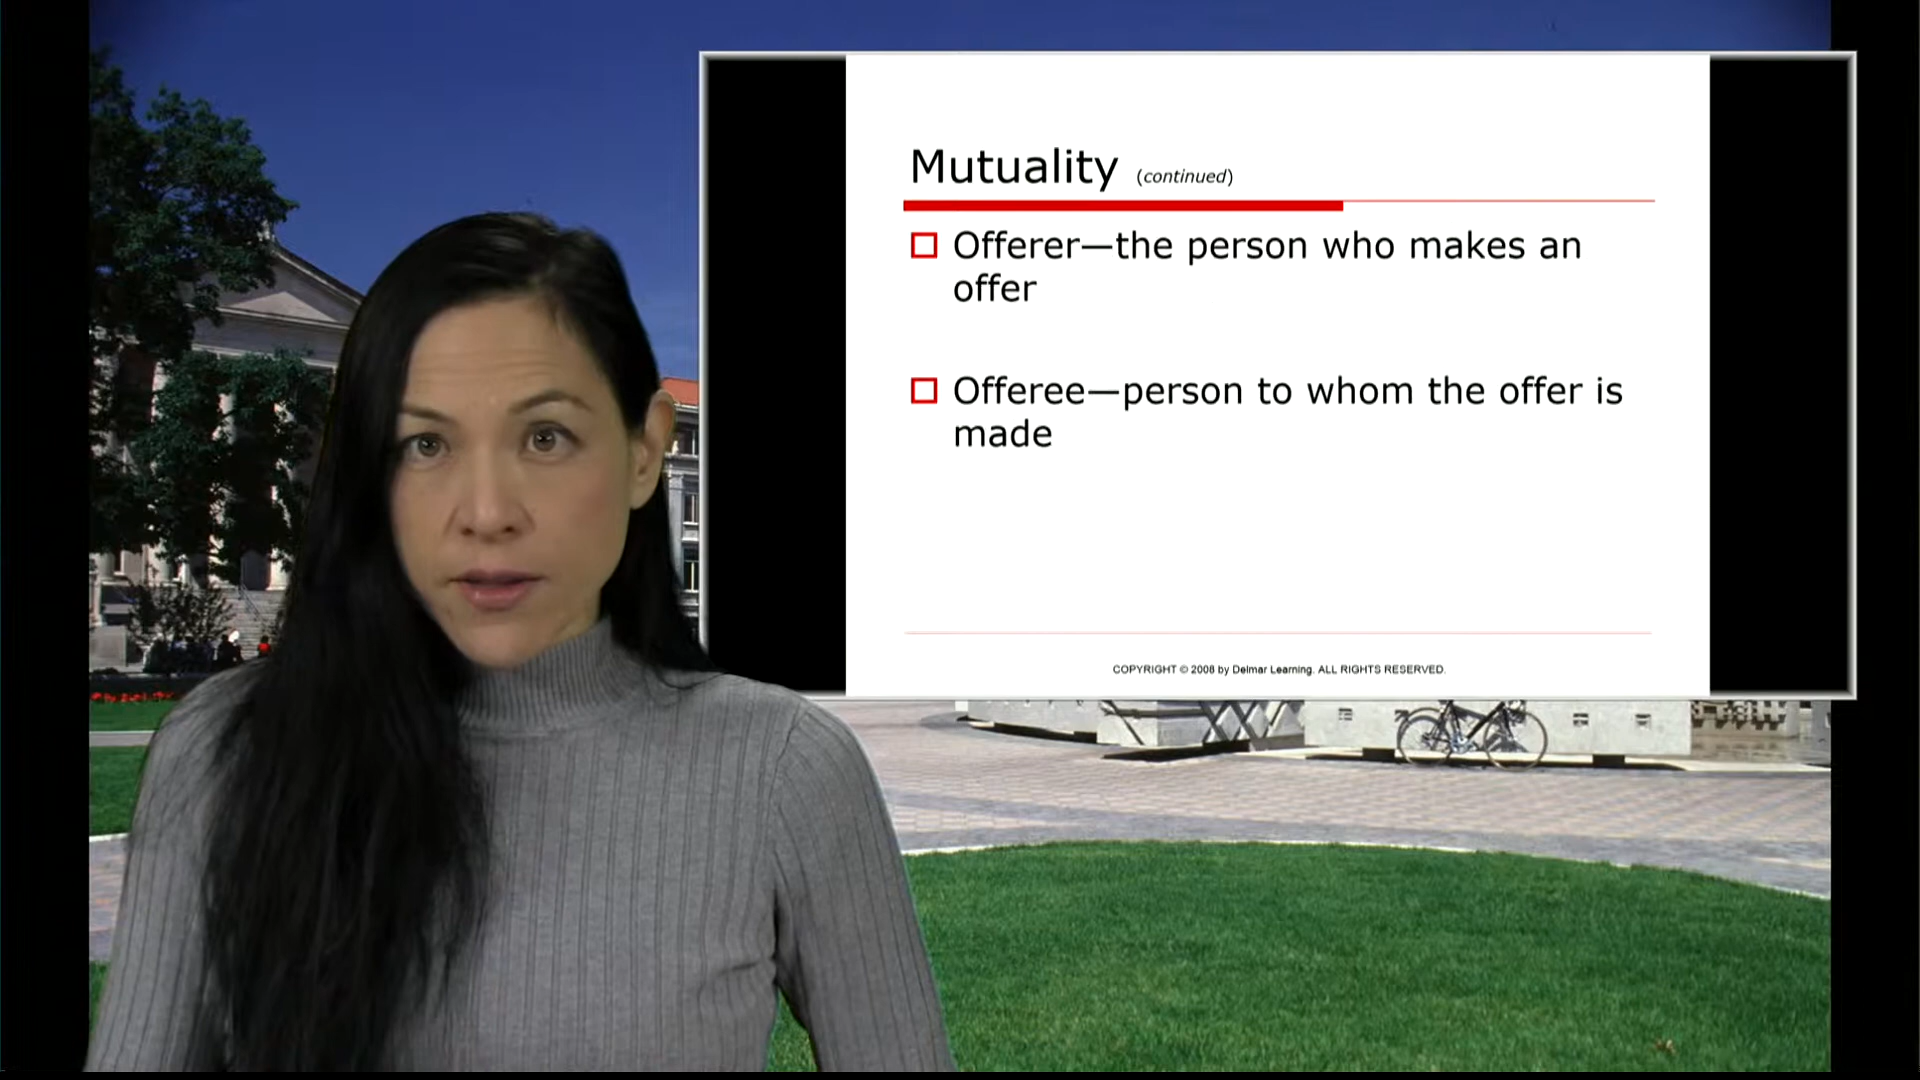 Mutuality (continued)
Offerer—the person who makes an
offer
Offeree—person to whom the offer is
made
COPYRIGHT © 2008 by Delmar Learning. ALL RIGHTS RESERVED.